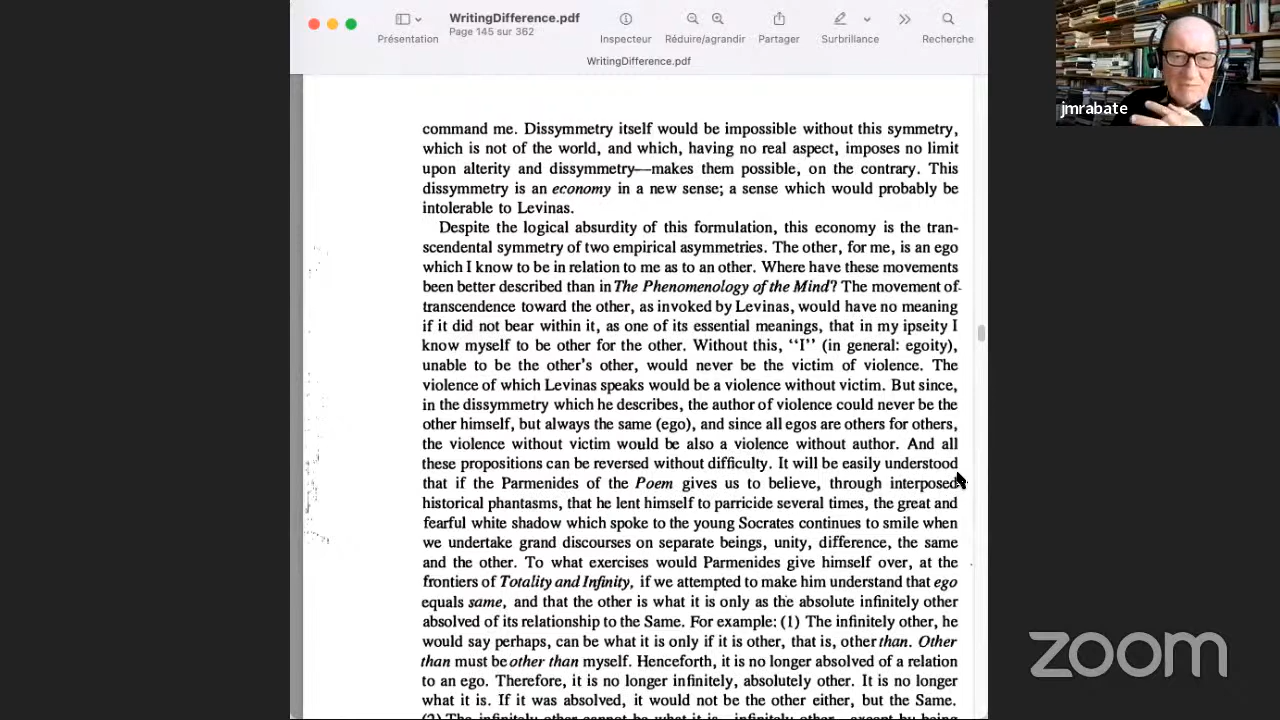 WritingDifference.pdf
Page 145 sur 362
Présentation
Inspecteur
Réduire/agrandir
Partager
Surbrillance
Recherche
WritingDifference.pdf
jmrabate
command me. Dissymmetry itself would be impossible without this symmetry,
which is not of the world, and which, having no real aspect, imposes no limit
upon alterity and dissymmetry—makes them possible, on the contrary. This
dissymmetry is an economy in a new sense; a sense which would probably be
intolerable to Levinas.
Despite the logical absurdity of this formulation, this economy is the tran-
scendental symmetry of two empirical asymmetries. The other, for me, is an ego
which I know to be in relation to me as to an other. Where have these movements
been better described than in The Phenomenology of the Mind? The movement of
transcendence toward the other, as invoked by Levinas, would have no meaning
if it did not bear within it, as one of its essential meanings, that in my ipseity I
know myself to be other for the other. Without this, "I" (in general: egoity),
unable to be the other's other, would never be the victim of violence. The
violence of which Levinas speaks would be a violence without victim. But since,
in the dissymmetry which he describes, the author of violence could never be the
other himself, but always the same (ego), and since all egos are others for others,
the violence without victim would be also a violence without author. And all
these propositions can be reversed without difficulty. It will be easily understood
that if the Parmenides of the Poem gives us to believe, through interposed
historical phantasms, that he lent himself to parricide several times, the great and
fearful white shadow which spoke to the young Socrates continues to smile when
we undertake grand discourses on separate beings, unity, difference, the same
and the other. To what exercises would Parmenides give himself over, at the
frontiers of Totality and Infinity, if we attempted to make him understand that ego
equals same, and that the other is what it is only as the absolute infinitely other
absolved of its relationship to the Same. For example: (1) The infinitely other, he
would say perhaps, can be what it is only if it is other, that is, other than. Other
than must be other than myself. Henceforth, it is no longer absolved of a relation
to an ego. Therefore, it is no longer infinitely, absolutely other. It is no longer
what it is. If it was absolved, it would not be the other either, but the Same.
(2) The infinitely other cannot be what it is—infinitely other—except by being
zoom